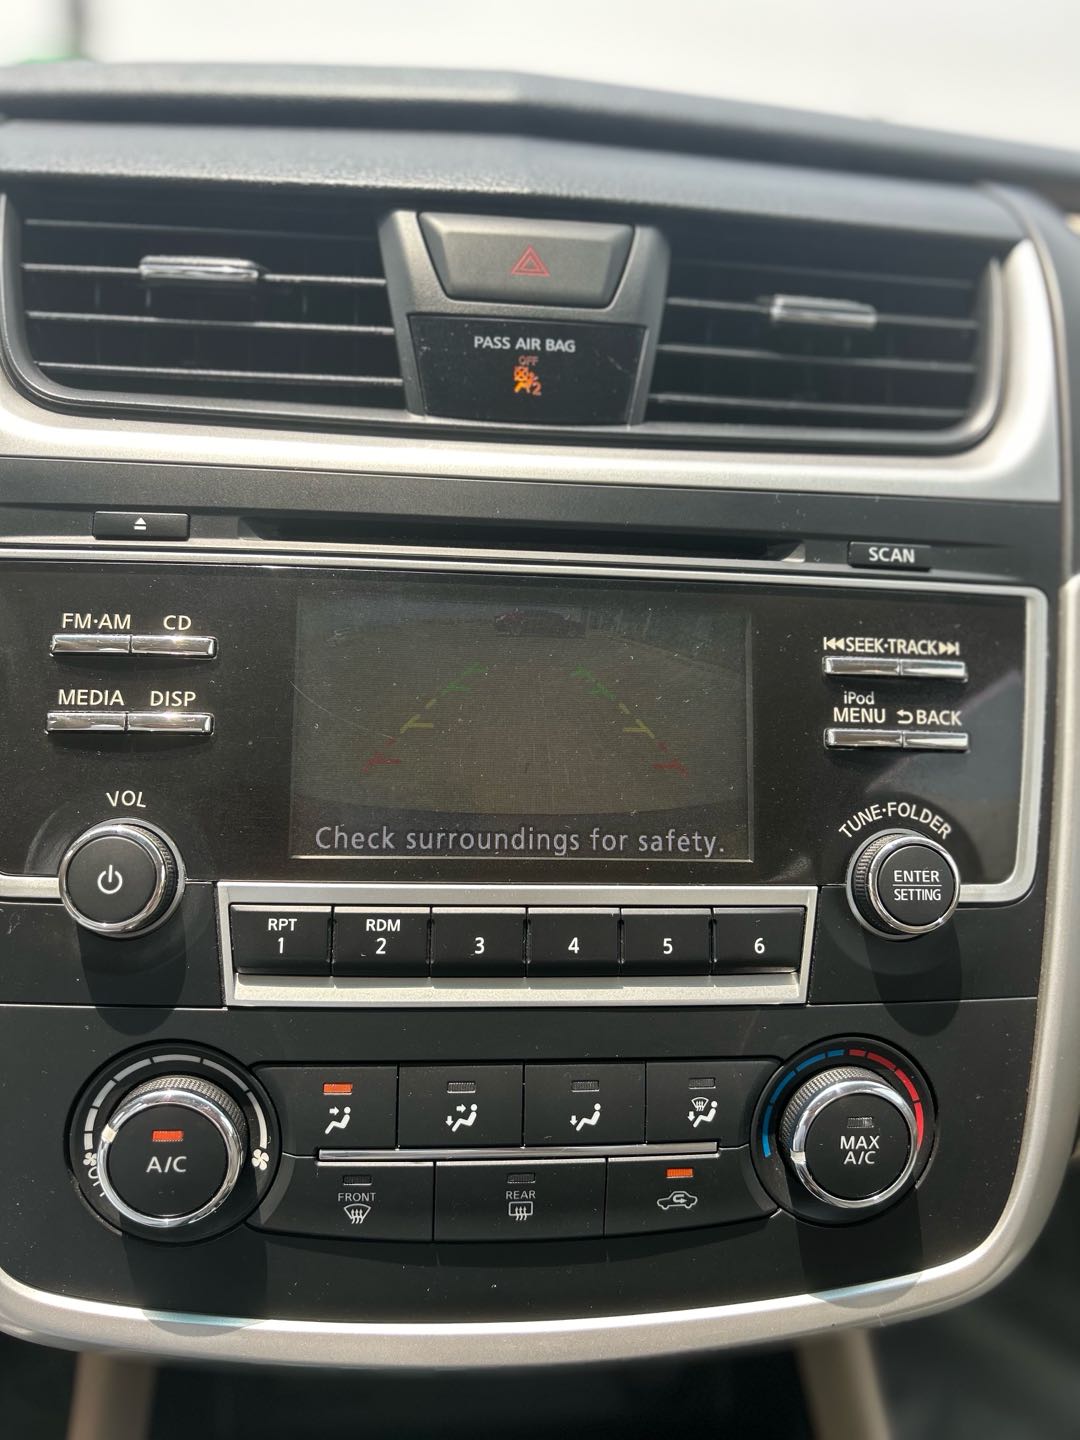 PASS AIR BAG
OFF
2
SCAN
FM·AM CD
MEDIA DISP
SEEK·TRACK
iPod
MENU BACK
VOL
TUNE·FOLDER
ENTER
SETTING
Check surroundings for safety.
RPT
1
RDM
2
3
4
5
6
A/C
MAX
A/C
FRONT
REAR